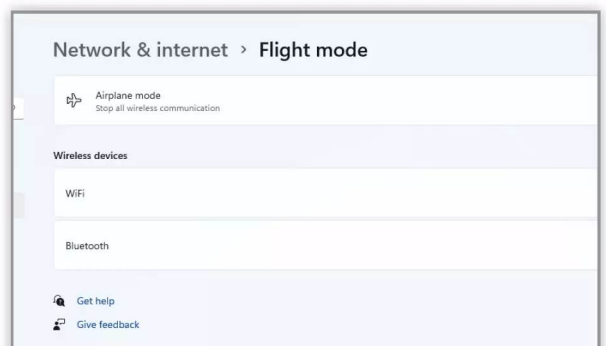 Network & internet > Flight mode
Airplane mode
Stop all wireless communication
Wireless devices
WiFi
Bluetooth
Get help
Give feedback